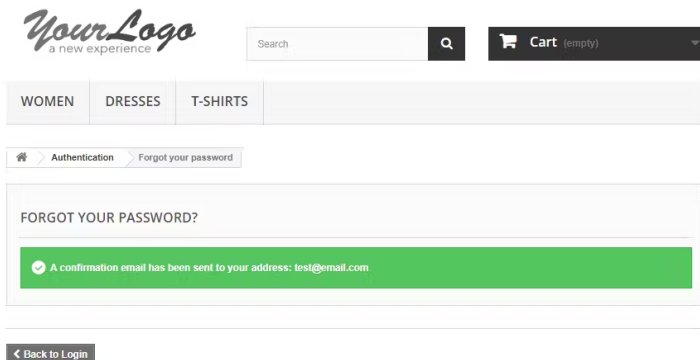 YourLogo
a new experience
Search
Cart (empty)
WOMEN DRESSES T-SHIRTS
Authentication Forgot your password
FORGOT YOUR PASSWORD?
A confirmation email has been sent to your address: test@email.com
Back to Login